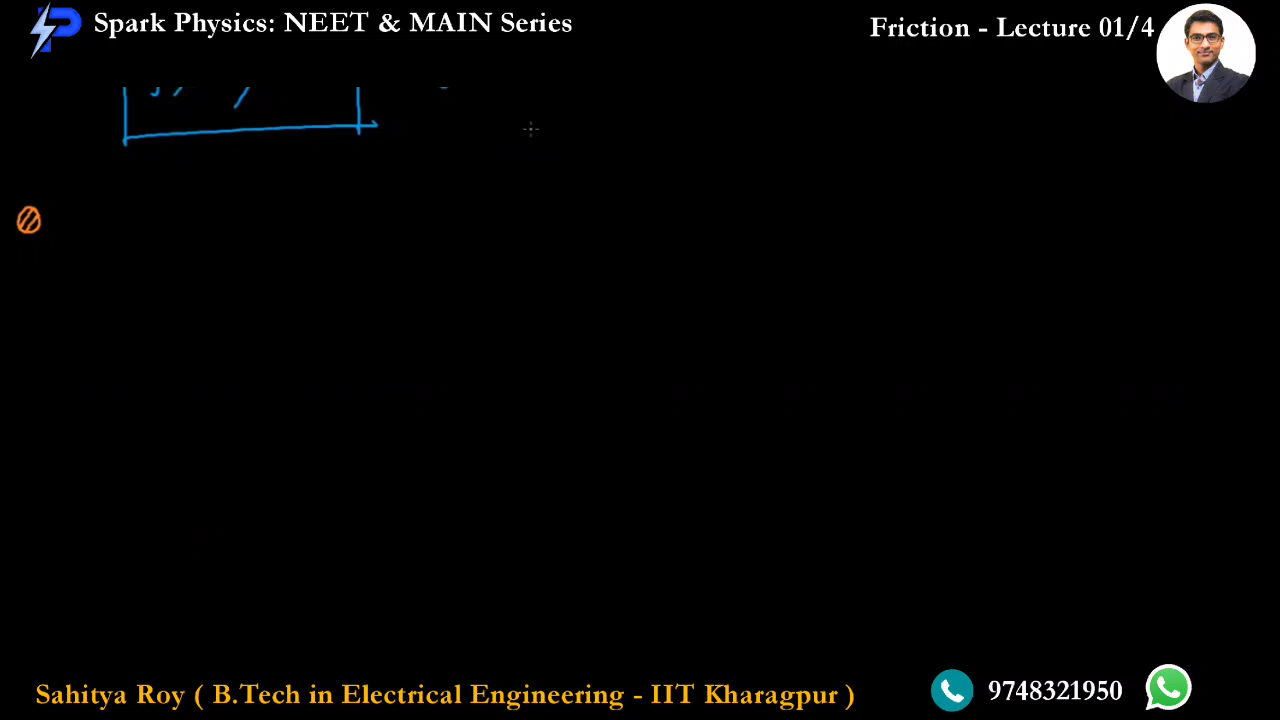 Spark Physics: NEET & MAIN Series
Friction - Lecture 01/4
Sahitya Roy ( B.Tech in Electrical Engineering - IIT Kharagpur )
9748321950